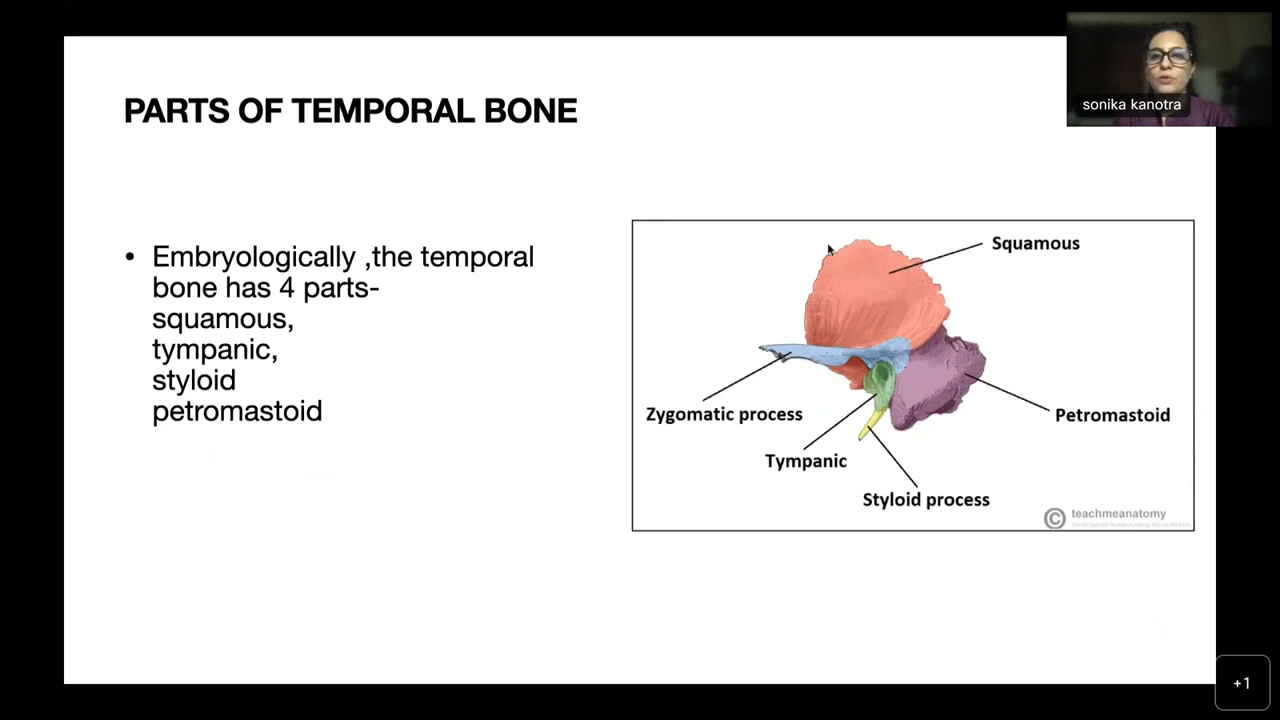 sonika kanotra
PARTS OF TEMPORAL BONE
• Embryologically ,the temporal
bone has 4 parts-
squamous,
tympanic,
styloid
petromastoid
Squamous
Zygomatic process
Petromastoid
Tympanic
Styloid process
© teachmeanatomy
+1